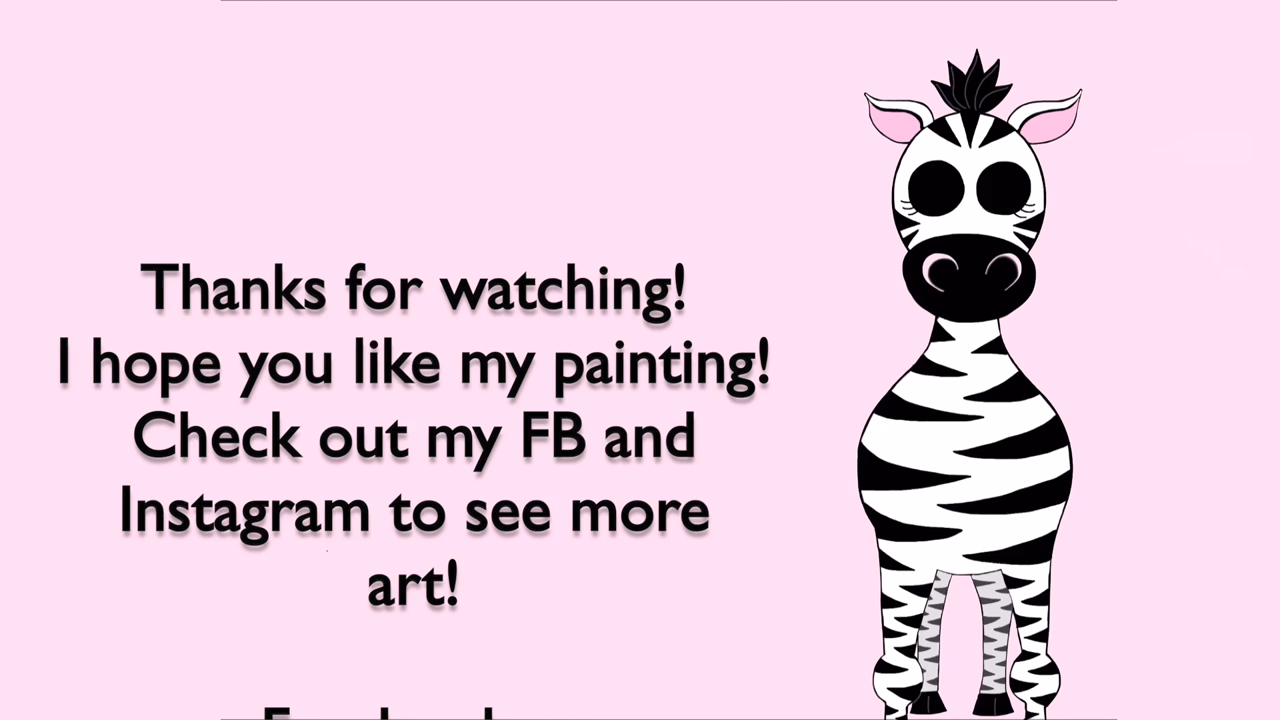 Thanks for watching!
I hope you like my painting!
Check out my FB and
Instagram to see more
art!